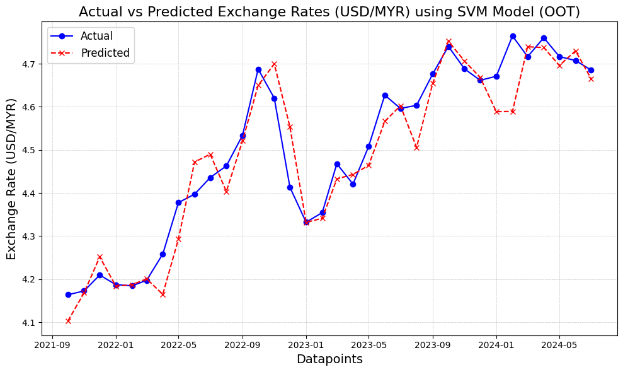 Actual vs Predicted Exchange Rates (USD/MYR) using SVM Model (OOT)
Actual
Predicted
Exchange Rate (USD/MYR)
4.7
4.6
4.5
4.4
4.3
4.2
4.1
2021-09 2022-01 2022-05 2022-09 2023-01 2023-05 2023-09 2024-01 2024-05
Datapoints